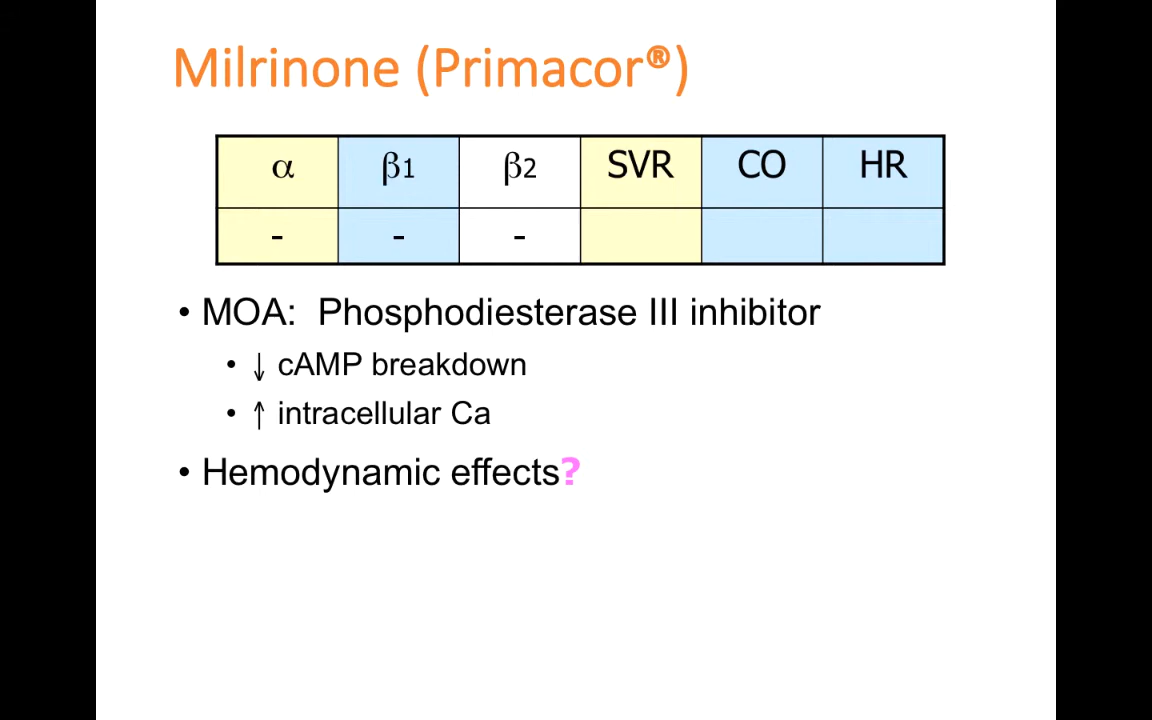 Milrinone (Primacor®)
α β1 β2 SVR CO HR
- - -
• MOA: Phosphodiesterase III inhibitor
• ↓ cAMP breakdown
• ↑ intracellular Ca
• Hemodynamic effects?